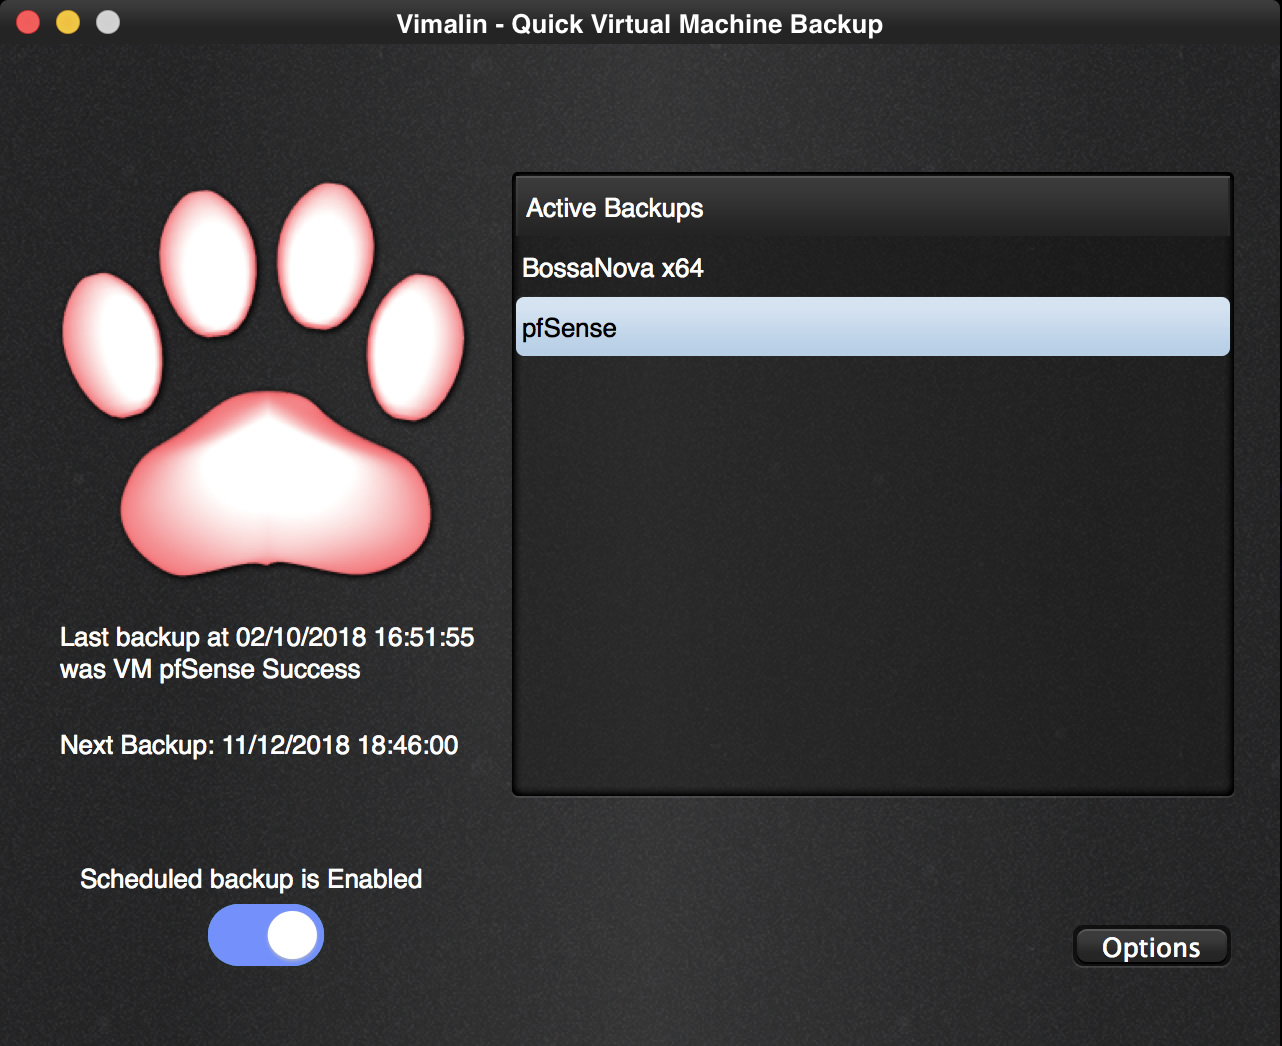 Vimalin - Quick Virtual Machine Backup
Active Backups
BossaNova x64
pfSense
Last backup at 02/10/2018 16:51:55
was VM pfSense Success
Next Backup: 11/12/2018 18:46:00
Scheduled backup is Enabled
Options